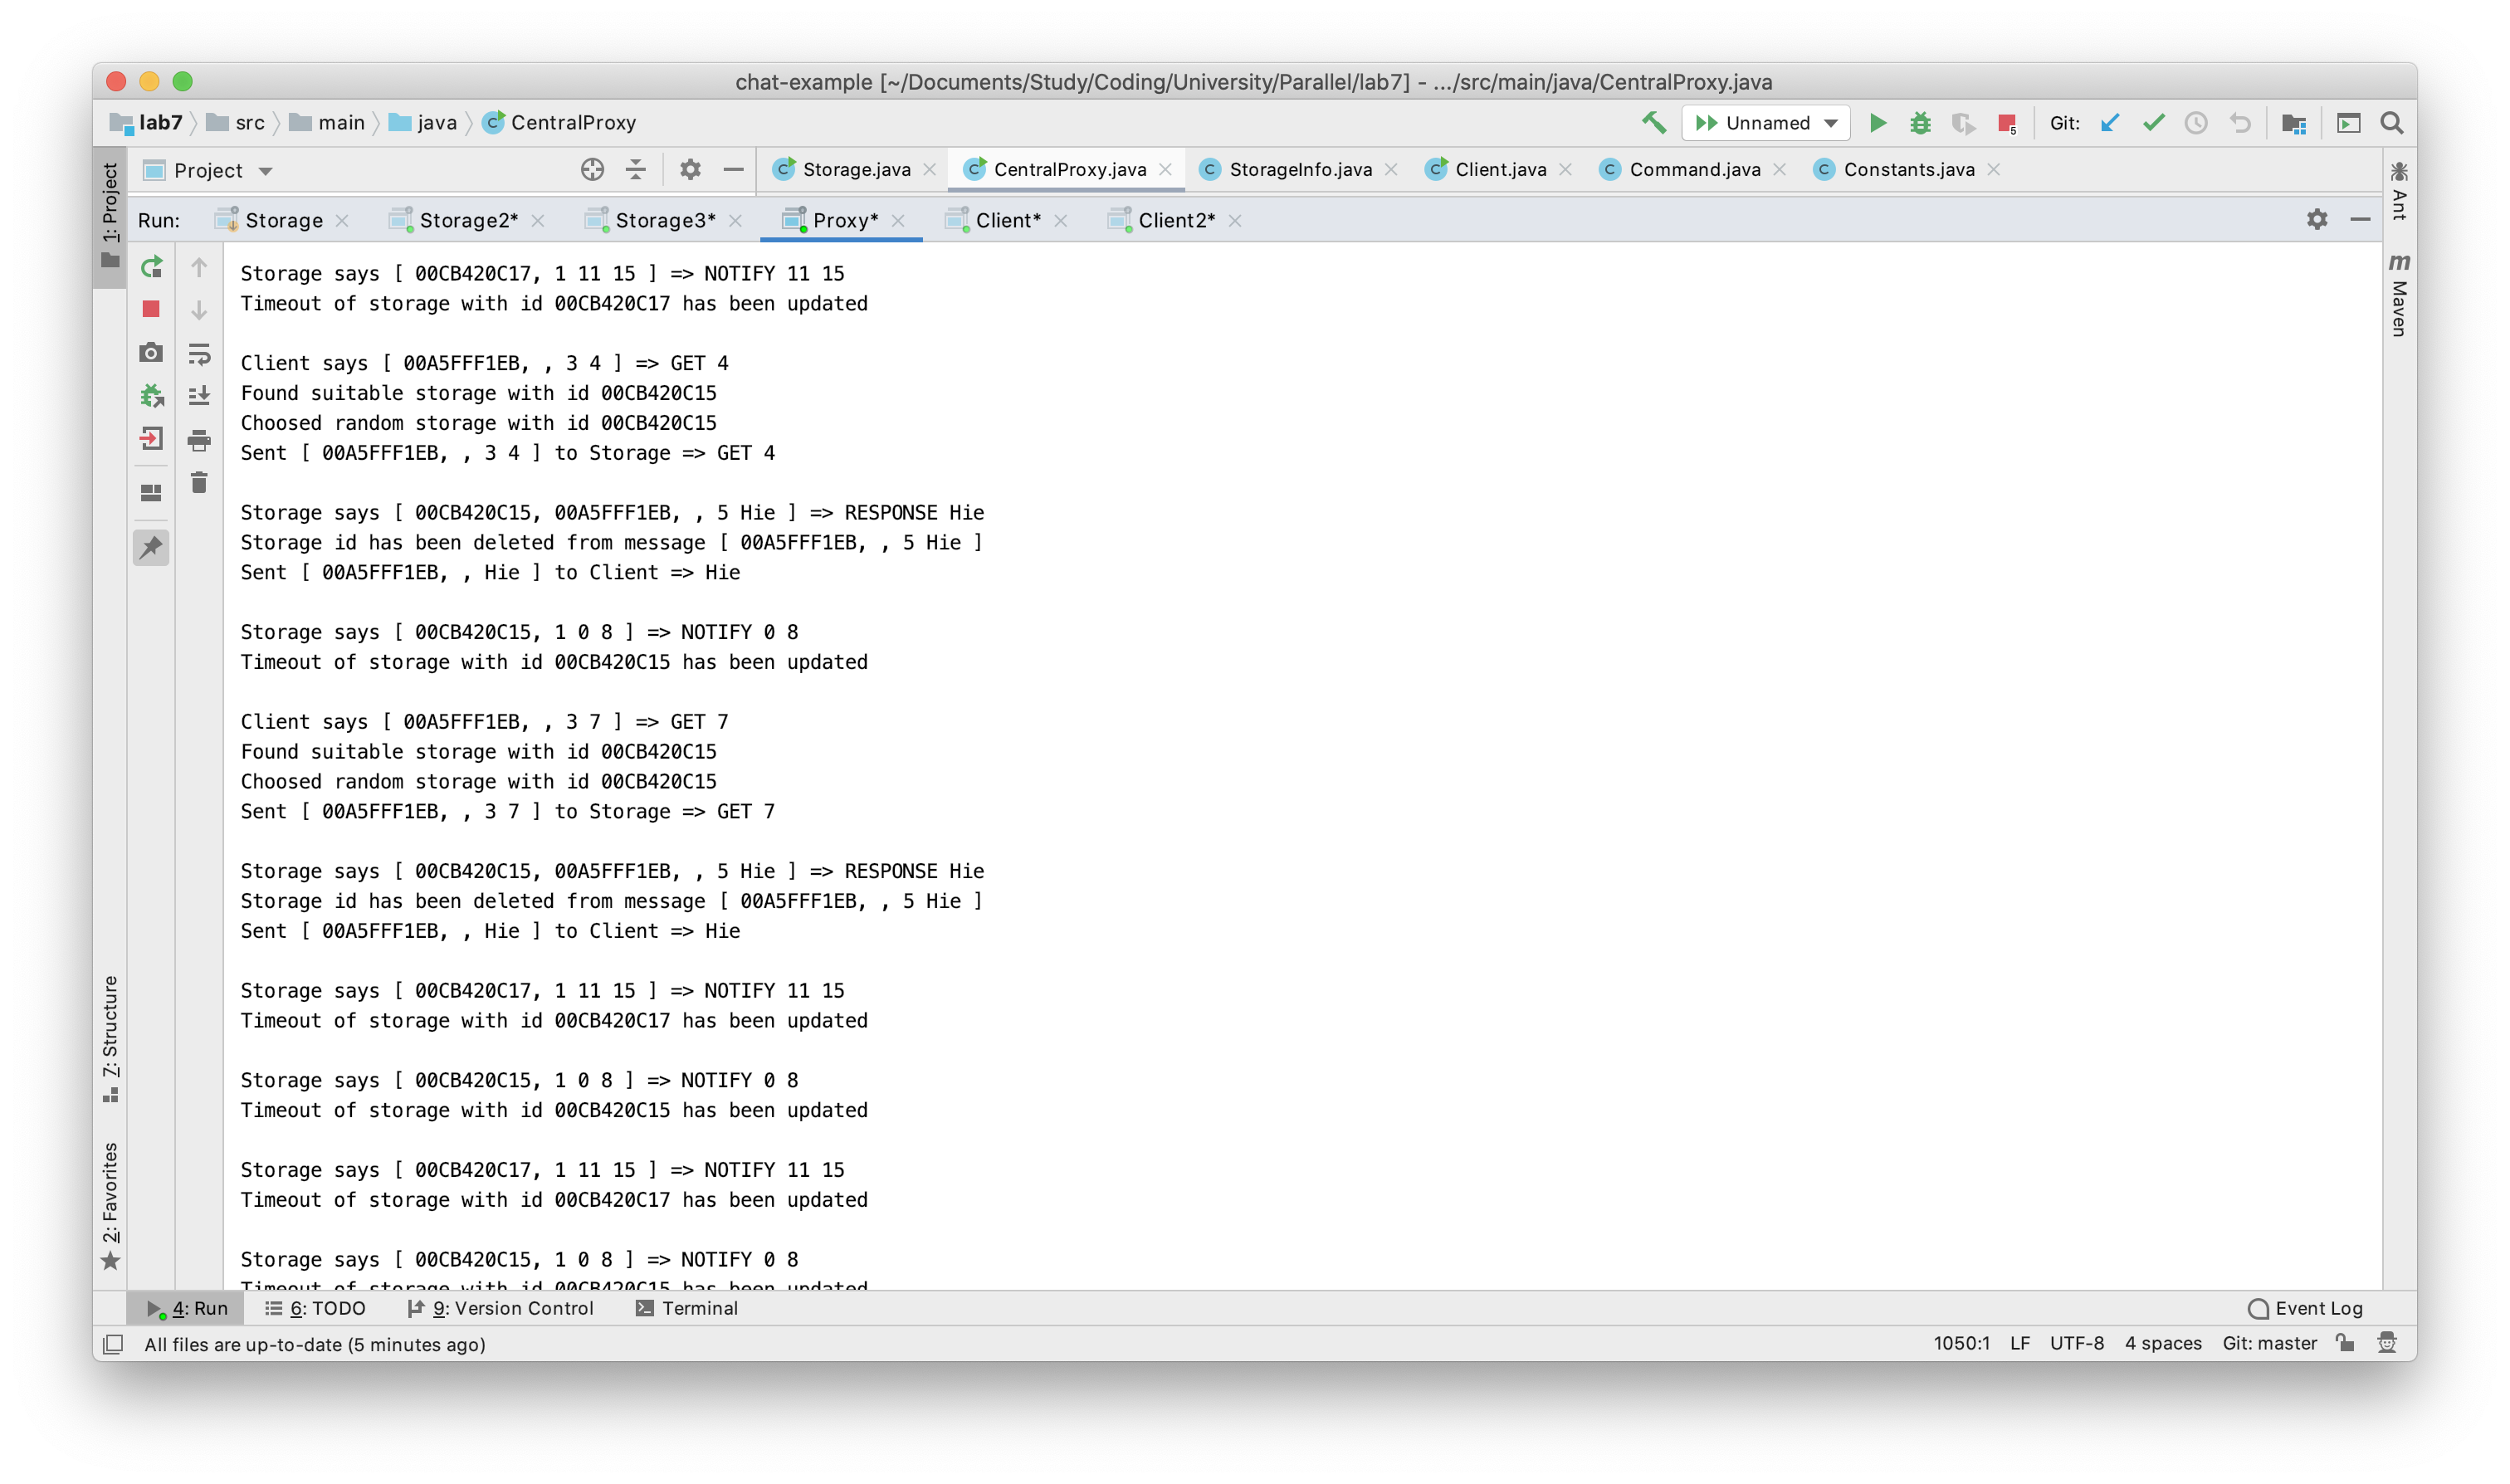 chat-example [~/Documents/Study/Coding/University/Parallel/lab7] - .../src/main/java/CentralProxy.java
lab7 src main java CentralProxy Unnamed 5 Git:
1: Project
Project Storage.java CentralProxy.java StorageInfo.java Client.java Command.java Constants.java
Ant
Run: Storage Storage2* Storage3* Proxy* Client* Client2*
m Maven
Storage says [ 00CB420C17, 1 11 15 ] => NOTIFY 11 15
Timeout of storage with id 00CB420C17 has been updated
Client says [ 00A5FFF1EB, , 3 4 ] => GET 4
Found suitable storage with id 00CB420C15
Choosed random storage with id 00CB420C15
Sent [ 00A5FFF1EB, , 3 4 ] to Storage => GET 4
Storage says [ 00CB420C15, 00A5FFF1EB, , 5 Hie ] => RESPONSE Hie
Storage id has been deleted from message [ 00A5FFF1EB, , 5 Hie ]
Sent [ 00A5FFF1EB, , Hie ] to Client => Hie
Storage says [ 00CB420C15, 1 0 8 ] => NOTIFY 0 8
Timeout of storage with id 00CB420C15 has been updated
Client says [ 00A5FFF1EB, , 3 7 ] => GET 7
Found suitable storage with id 00CB420C15
Choosed random storage with id 00CB420C15
Sent [ 00A5FFF1EB, , 3 7 ] to Storage => GET 7
Storage says [ 00CB420C15, 00A5FFF1EB, , 5 Hie ] => RESPONSE Hie
Storage id has been deleted from message [ 00A5FFF1EB, , 5 Hie ]
Sent [ 00A5FFF1EB, , Hie ] to Client => Hie
Storage says [ 00CB420C17, 1 11 15 ] => NOTIFY 11 15
Timeout of storage with id 00CB420C17 has been updated
Storage says [ 00CB420C15, 1 0 8 ] => NOTIFY 0 8
Timeout of storage with id 00CB420C15 has been updated
Storage says [ 00CB420C17, 1 11 15 ] => NOTIFY 11 15
Timeout of storage with id 00CB420C17 has been updated
Storage says [ 00CB420C15, 1 0 8 ] => NOTIFY 0 8
Timeout of storage with id 00CB420C15 has been updated
7: Structure
2: Favorites
4: Run 6: TODO 9: Version Control Terminal Event Log
All files are up-to-date (5 minutes ago) 1050:1 LF UTF-8 4 spaces Git: master